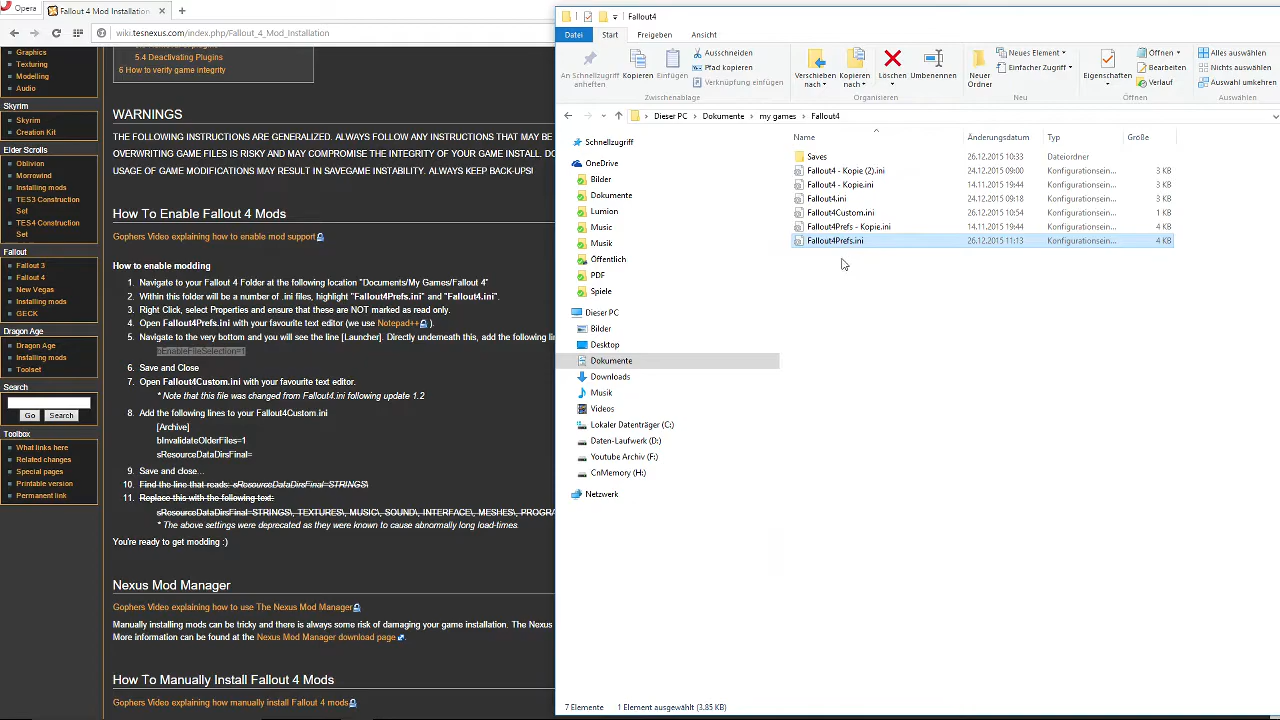 Opera
Fallout 4 Mod Installation
wiki.tesnexus.com/index.php/Fallout_4_Mod_Installation
Graphics
Texturing
Modelling
Audio
Skyrim
Skyrim
Creation Kit
Elder Scrolls
Oblivion
Morrowind
Installing mods
TES3 Construction
Set
TES4 Construction
Set
Fallout
Fallout 3
Fallout 4
New Vegas
Installing mods
GECK
Dragon Age
Dragon Age
Installing mods
Toolset
Search
Go
Search
Toolbox
What links here
Related changes
Special pages
Printable version
Permanent link
5.4 Deactivating Plugins
6 How to verify game integrity
WARNINGS
THE FOLLOWING INSTRUCTIONS ARE GENERALIZED. ALWAYS FOLLOW ANY INSTRUCTIONS THAT MAY BE
OVERWRITING GAME FILES IS RISKY AND MAY COMPROMISE THE INTEGRITY OF YOUR GAME INSTALL. DO
USAGE OF GAME MODIFICATIONS MAY RESULT IN SAVEGAME INSTABILITY. ALWAYS KEEP BACK-UPS!
How To Enable Fallout 4 Mods
Gophers Video explaining how to enable mod support
How to enable modding
1. Navigate to your Fallout 4 Folder at the following location "Documents/My Games/Fallout 4"
2. Within this folder will be a number of .ini files, highlight "Fallout4Prefs.ini" and "Fallout4.ini".
3. Right Click, select Properties and ensure that these are NOT marked as read only.
4. Open Fallout4Prefs.ini with your favourite text editor (we use Notepad++ ).
5. Navigate to the very bottom and you will see the line [Launcher]. Directly underneath this, add the following lin
bEnableFileSelection=1
6. Save and Close
7. Open Fallout4Custom.ini with your favourite text editor.
* Note that this file was changed from Fallout4.ini following update 1.2
8. Add the following lines to your Fallout4Custom.ini
[Archive]
bInvalidateOlderFiles=1
sResourceDataDirsFinal=
9. Save and close...
10. Find the line that reads: sResourceDataDirsFinal=STRINGS\
11. Replace this with the following text:
sResourceDataDirsFinal=STRINGS\, TEXTURES\, MUSIC\, SOUND\, INTERFACE\, MESHES\, PROGRA
* The above settings were deprecated as they were known to cause abnormally long load-times.
You're ready to get modding :)
Nexus Mod Manager
Gophers Video explaining how to use The Nexus Mod Manager
Manually installing mods can be tricky and there is always some risk of damaging your game installation. The Nexus
More information can be found at the Nexus Mod Manager download page .
How To Manually Install Fallout 4 Mods
Gophers Video explaining how manually install Fallout 4 mods
Fallout4
Datei
Start
Freigeben
Ansicht
An Schnellzugriff
anheften
Kopieren
Einfügen
Ausschneiden
Pfad kopieren
Verknüpfung einfügen
Zwischenablage
Verschieben
nach
Kopieren
nach
Löschen
Umbenennen
Organisieren
Neuer
Ordner
Neues Element
Einfacher Zugriff
Neu
Eigenschaften
Öffnen
Bearbeiten
Verlauf
Öffnen
Alles auswählen
Nichts auswählen
Auswahl umkehren
Auswählen
Dieser PC
Dokumente
my games
Fallout4
Schnellzugriff
OneDrive
Bilder
Dokumente
Lumion
Music
Musik
Öffentlich
PDF
Spiele
Dieser PC
Bilder
Desktop
Dokumente
Downloads
Musik
Videos
Lokaler Datenträger (C:)
Daten-Laufwerk (D:)
Youtube Archiv (F:)
CnMemory (H:)
Netzwerk
Name Änderungsdatum Typ Größe
Saves 26.12.2015 10:33 Dateiordner
Fallout4 - Kopie (2).ini 24.12.2015 09:00 Konfigurationsein... 3 KB
Fallout4 - Kopie.ini 14.11.2015 19:44 Konfigurationsein... 3 KB
Fallout4.ini 24.12.2015 09:18 Konfigurationsein... 3 KB
Fallout4Custom.ini 26.12.2015 10:54 Konfigurationsein... 1 KB
Fallout4Prefs - Kopie.ini 14.11.2015 19:44 Konfigurationsein... 4 KB
Fallout4Prefs.ini 26.12.2015 11:13 Konfigurationsein... 4 KB
7 Elemente
1 Element ausgewählt (3.85 KB)